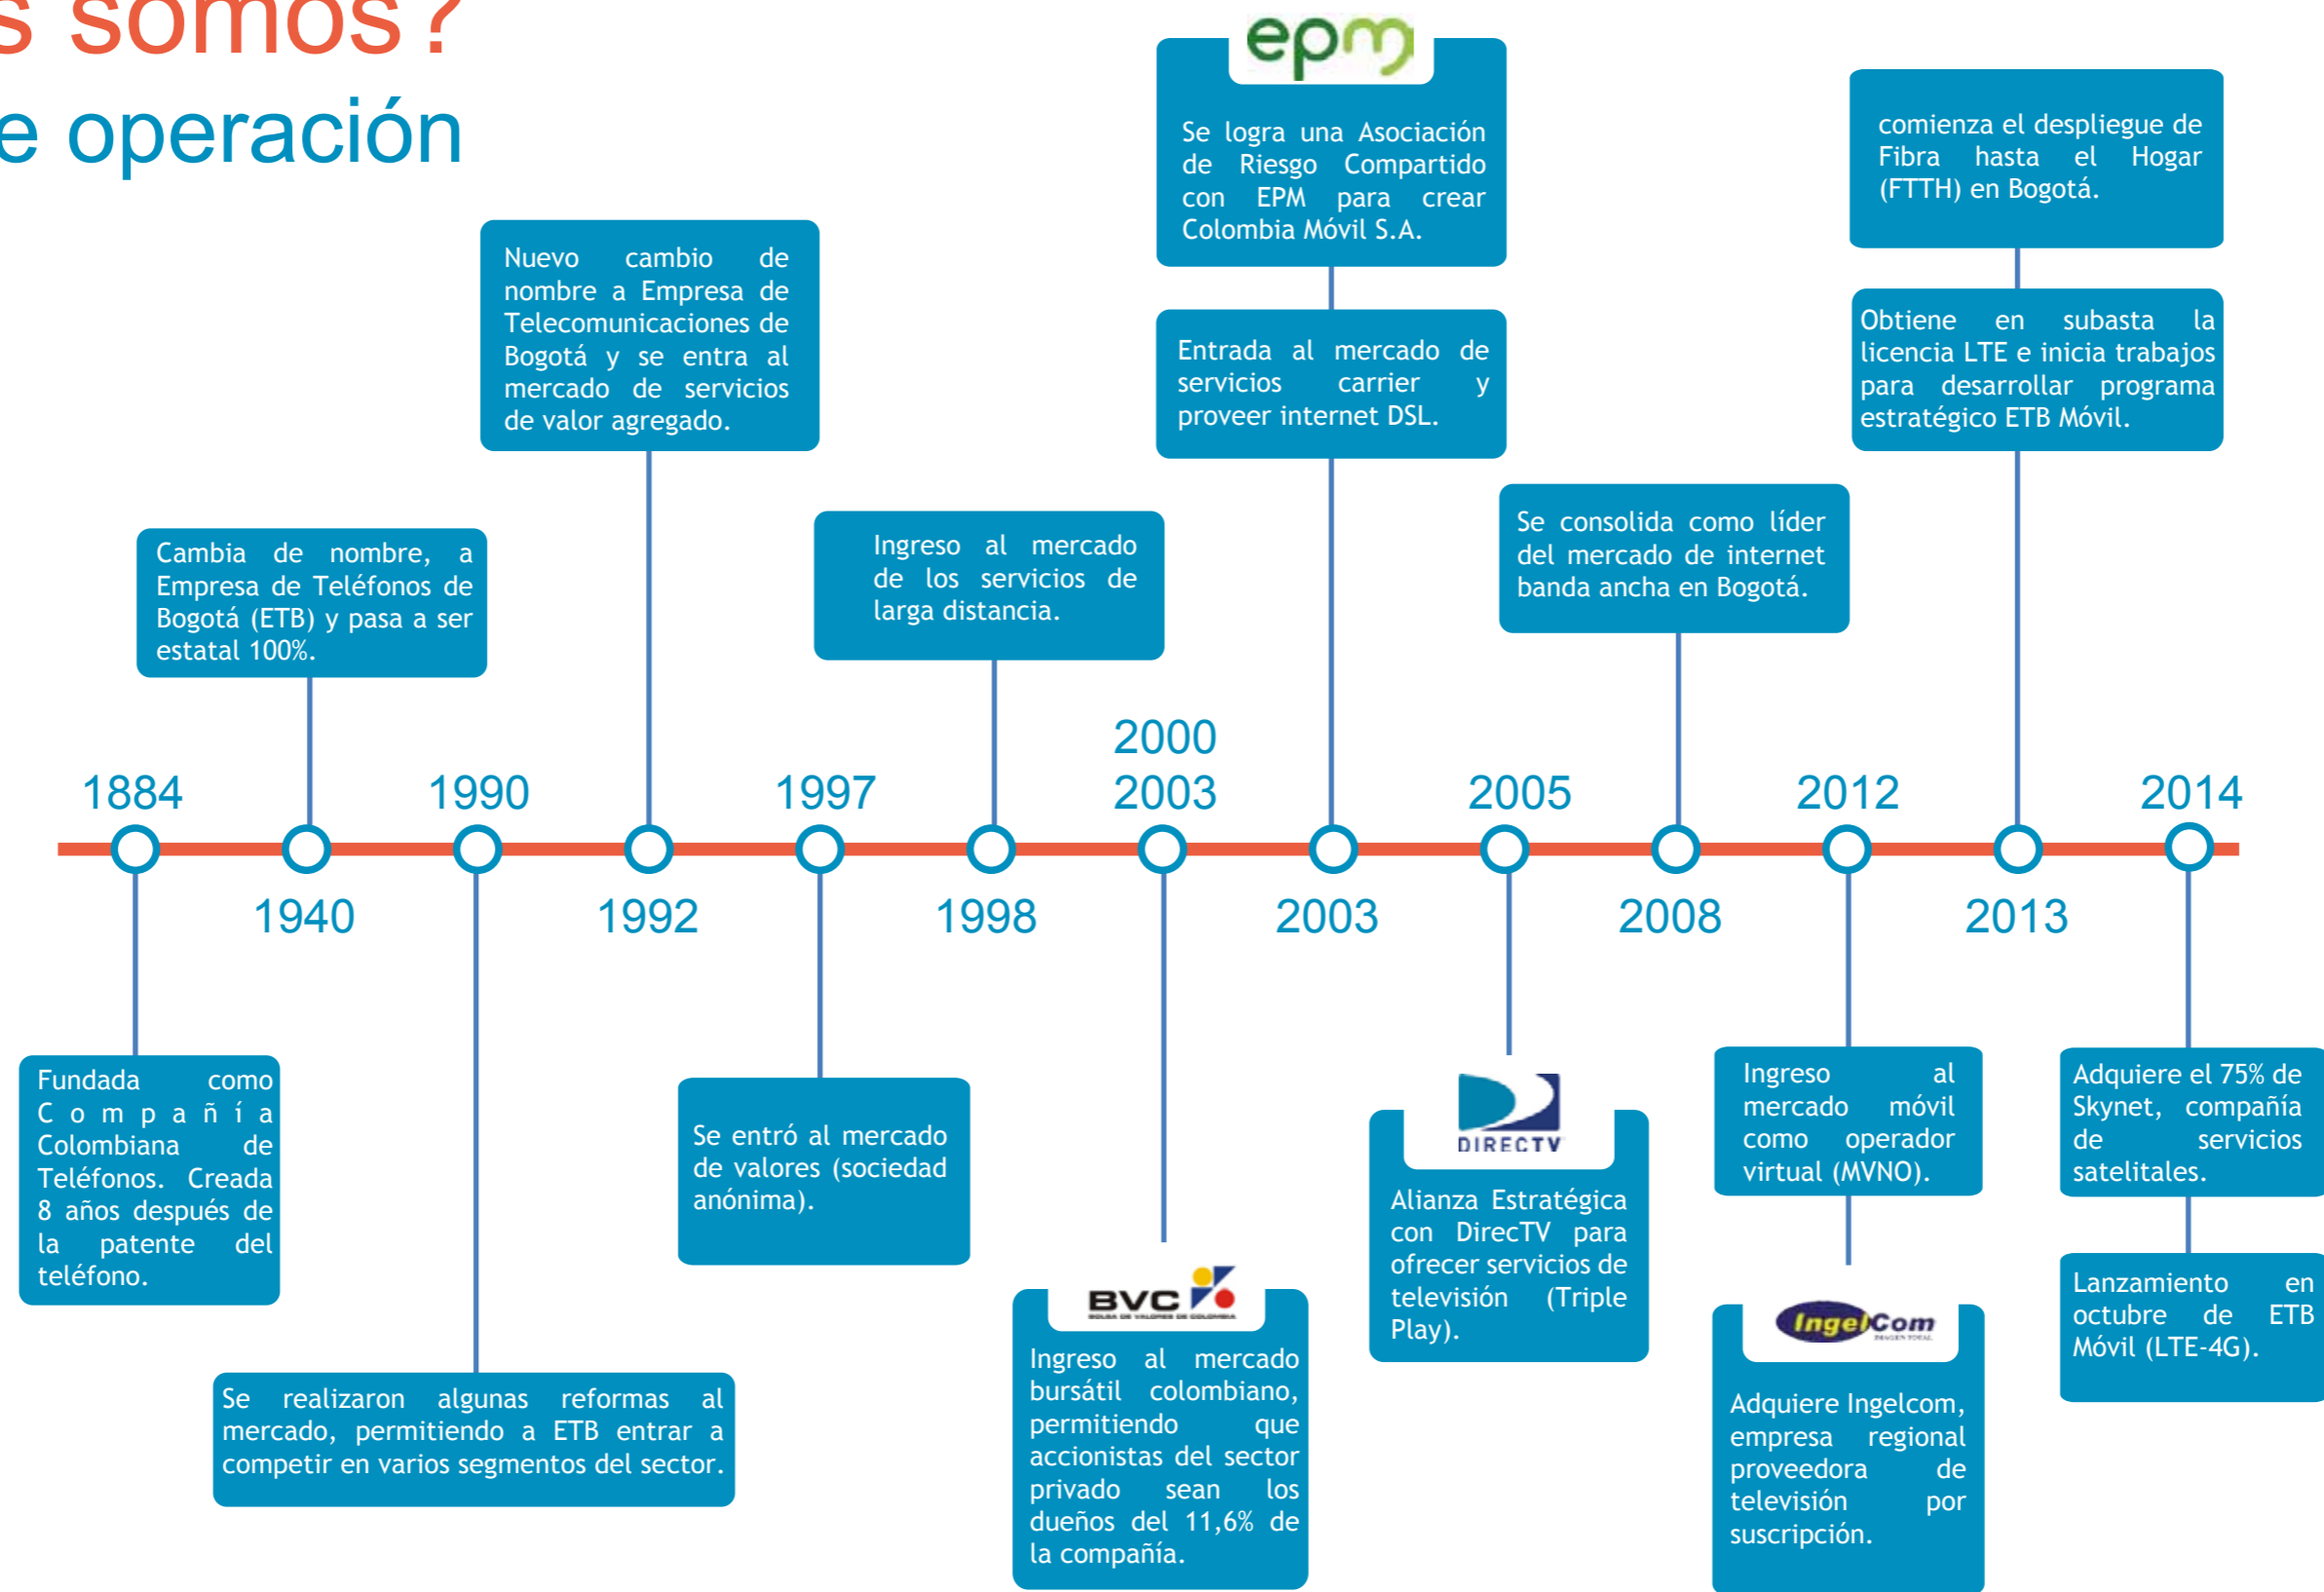 s somos?
e operación
epm
Se logra una Asociación
de Riesgo Compartido
con EPM para crear
Colombia Móvil S.A.
comienza el despliegue de
Fibra hasta el Hogar
(FTTH) en Bogotá.
Nuevo cambio de
nombre a Empresa de
Telecomunicaciones de
Bogotá y se entra al
mercado de servicios
de valor agregado.
Entrada al mercado de
servicios carrier y
proveer internet DSL.
Obtiene en subasta la
licencia LTE e inicia trabajos
para desarrollar programa
estratégico ETB Móvil.
Cambia de nombre, a
Empresa de Teléfonos de
Bogotá (ETB) y pasa a ser
estatal 100%.
Ingreso al mercado
de los servicios de
larga distancia.
Se consolida como líder
del mercado de internet
banda ancha en Bogotá.
2000
1884 1990 1997 2003 2005 2012 2014
1940 1992 1998 2003 2008 2013
Fundada como
Compañía
Colombiana de
Teléfonos. Creada
8 años después de
la patente del
teléfono.
Se realizaron algunas reformas al
mercado, permitiendo a ETB entrar a
competir en varios segmentos del sector.
Se entró al mercado
de valores (sociedad
anónima).
BVC
BOLSA DE VALORES DE COLOMBIA
Ingreso al mercado
bursátil colombiano,
permitiendo que
accionistas del sector
privado sean los
dueños del 11,6% de
la compañía.
DIRECTV
Alianza Estratégica
con DirecTV para
ofrecer servicios de
televisión (Triple
Play).
Ingreso al
mercado móvil
como operador
virtual (MVNO).
IngelCom
IMAGEN TOTAL
Adquiere Ingelcom,
empresa regional
proveedora de
televisión por
suscripción.
Adquiere el 75% de
Skynet, compañía
de servicios
satelitales.
Lanzamiento en
octubre de ETB
Móvil (LTE-4G).